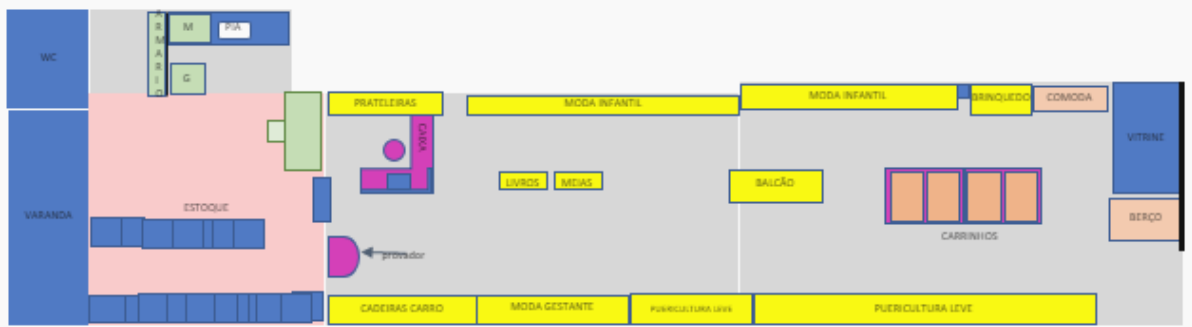 WC
ARMARIO
M
PIA
G
PRATELEIRAS
MODA INFANTIL
MODA INFANTIL
BRINQUEDO
COMODA
CAIXA
VITRINE
LIVROS
MEIAS
BALCÃO
VARANDA
ESTOQUE
BERÇO
CARRINHOS
provador
CADEIRAS CARRO
MODA GESTANTE
PUERICULTURA LEVE
PUERICULTURA LEVE